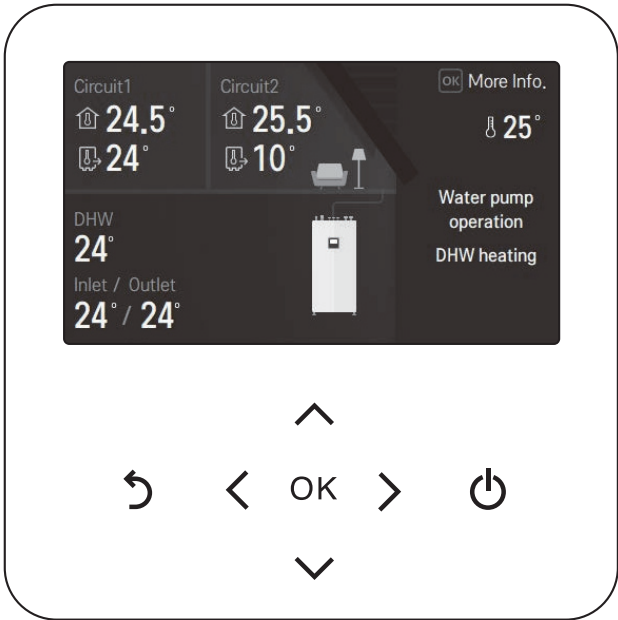 Circuit1
24.5°
24°
Circuit2
25.5°
10°
OK More Info.
25°
Water pump
operation
DHW heating
DHW
24°
Inlet / Outlet
24° / 24°
OK